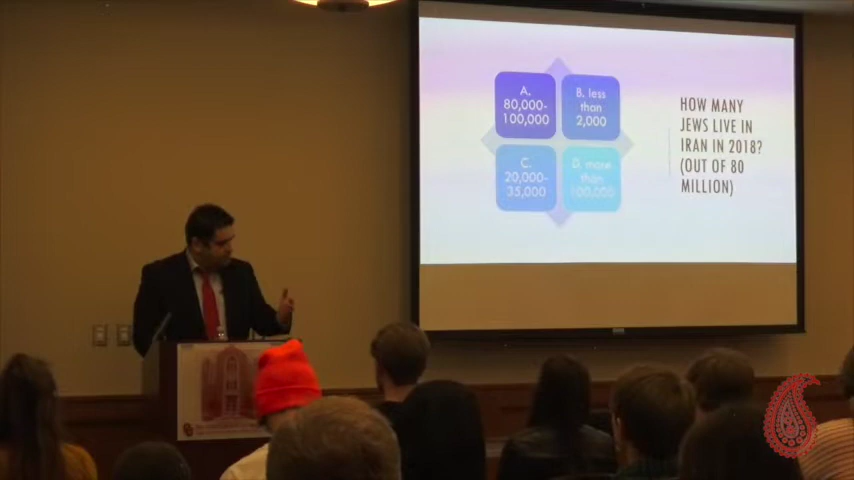 A.
80,000-
100,000
B. less
than
2,000
C.
20,000-
35,000
D. more
than
100,000
HOW MANY
JEWS LIVE IN
IRAN IN 2018?
(OUT OF 80
MILLION)